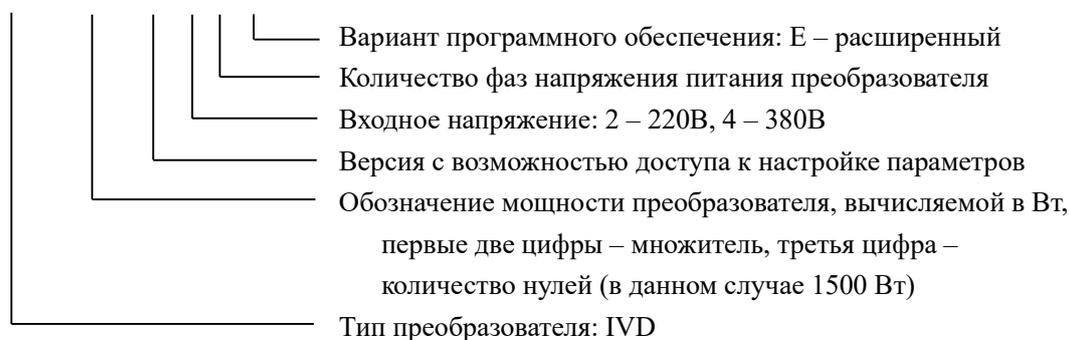 Вариант программного обеспечения: E – расширенный
Количество фаз напряжения питания преобразователя
Входное напряжение: 2 – 220В, 4 – 380В
Версия с возможностью доступа к настройке параметров
Обозначение мощности преобразователя, вычисляемой в Вт,
первые две цифры – множитель, третья цифра –
количество нулей (в данном случае 1500 Вт)
Тип преобразователя: IVD